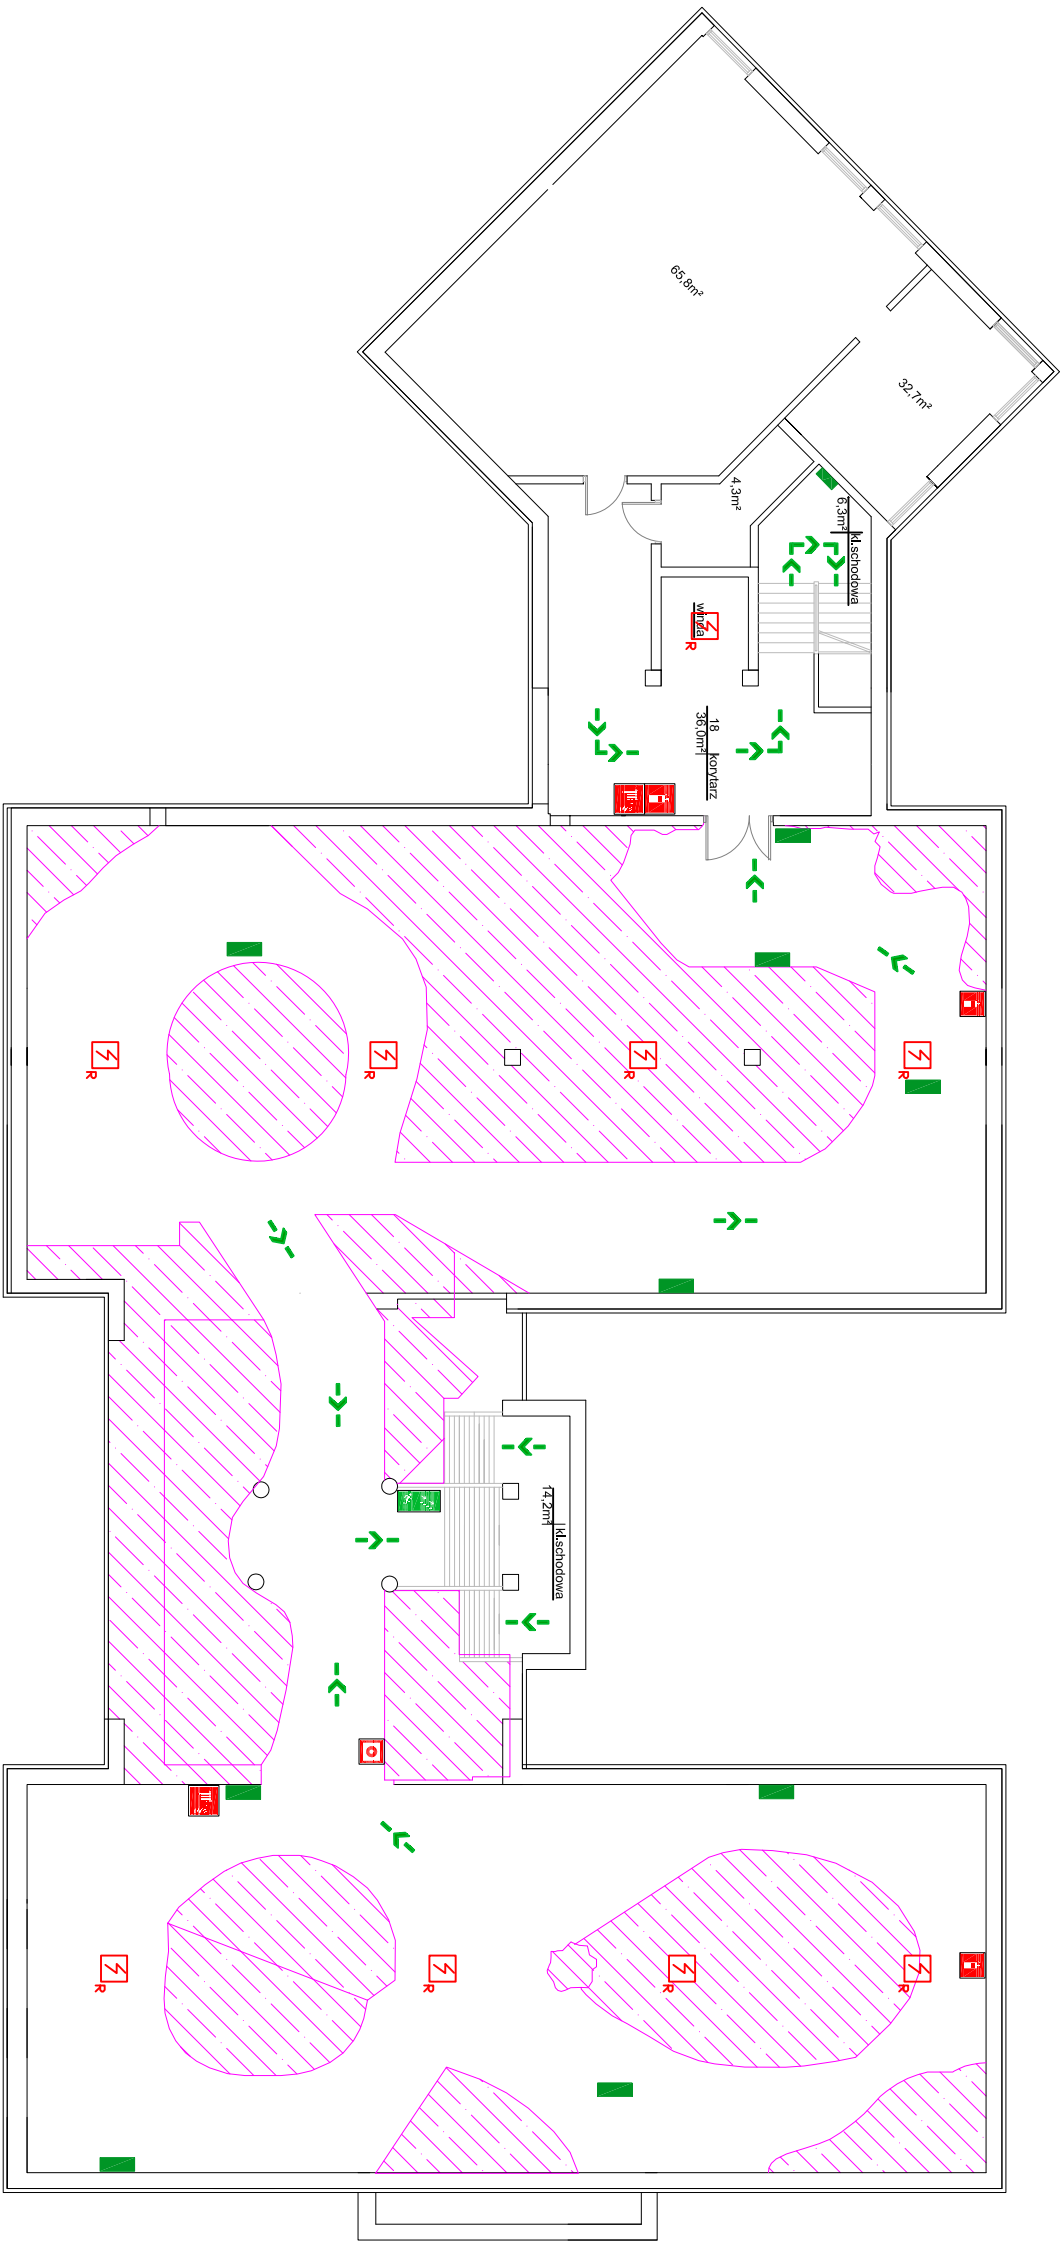 65,8m²
32,7m²
4,3m²
6,3m² kl.schodowa
winda
R
18 korytarz
36,0m²
R
R
R
R
14,2m² kl.schodowa
R
R
R
R